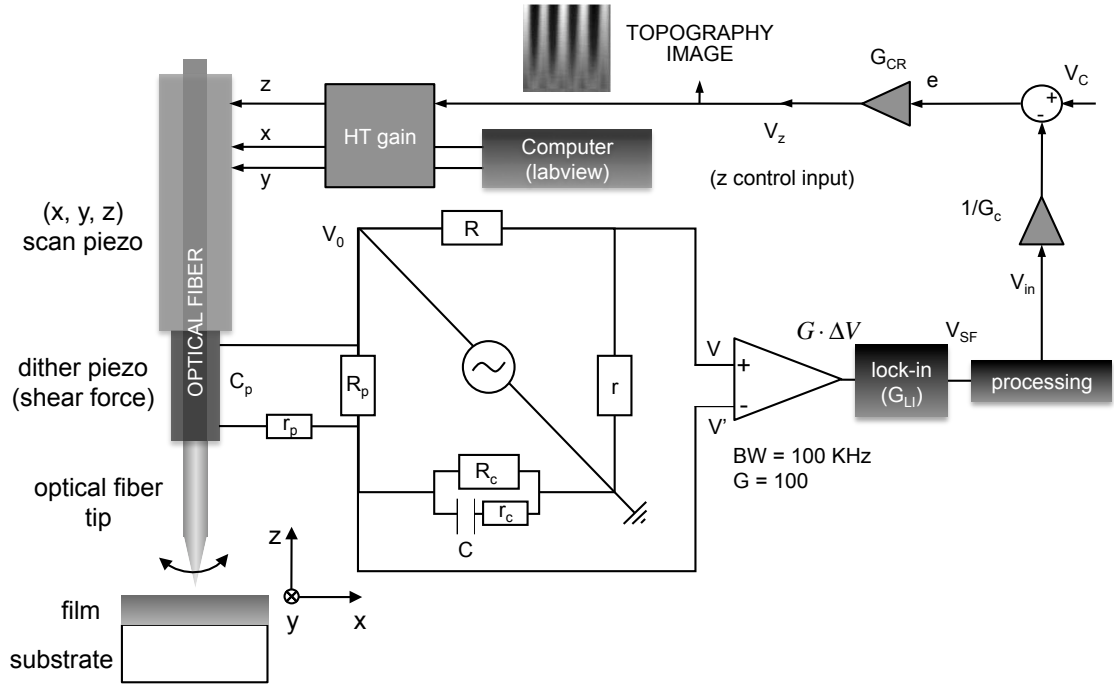 TOPOGRAPHY
IMAGE
G_CR
e
V_C
+
-
z
x
y
HT gain
Computer
(labview)
V_z
(z control input)
(x, y, z)
scan piezo
OPTICAL FIBER
1/G_c
V_in
V_0
R
dither piezo
(shear force)
C_p
R_p
r_p
r
V
+
-
V’
G · ΔV
lock-in
(G_LI)
V_SF
processing
BW = 100 KHz
G = 100
R_c
r_c
C
optical fiber
tip
z
y
x
film
substrate